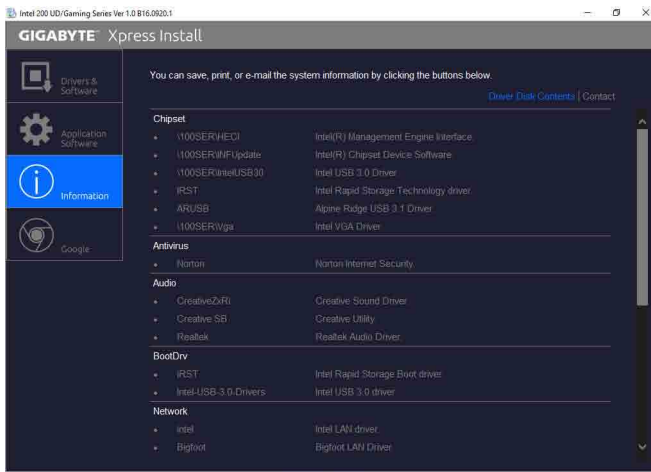 Intel 200 UD/Gaming Series Ver 1.0 B16.0920.1
GIGABYTE™ Xpress Install
Drivers &
Software
Application
Software
Information
Google
You can save, print, or e-mail the system information by clicking the buttons below.
Driver Disk Contents | Contact
Chipset
\100SER\HECI Intel(R) Management Engine Interface
\100SER\INFUpdate Intel(R) Chipset Device Software
\100SER\IntelUSB30 Intel USB 3.0 Driver
iRST Intel Rapid Storage Technology driver
ARUSB Alpine Ridge USB 3.1 Driver
\100SER\Vga Intel VGA Driver
Antivirus
Norton Norton Internet Security
Audio
CreativeZxRi Creative Sound Driver
Creative SB Creative Utility
Realtek Realtek Audio Driver
BootDrv
iRST Intel Rapid Storage Boot driver
Intel-USB-3.0-Drivers Intel USB 3.0 driver
Network
intel Intel LAN driver
Bigfoot Bigfoot LAN Driver